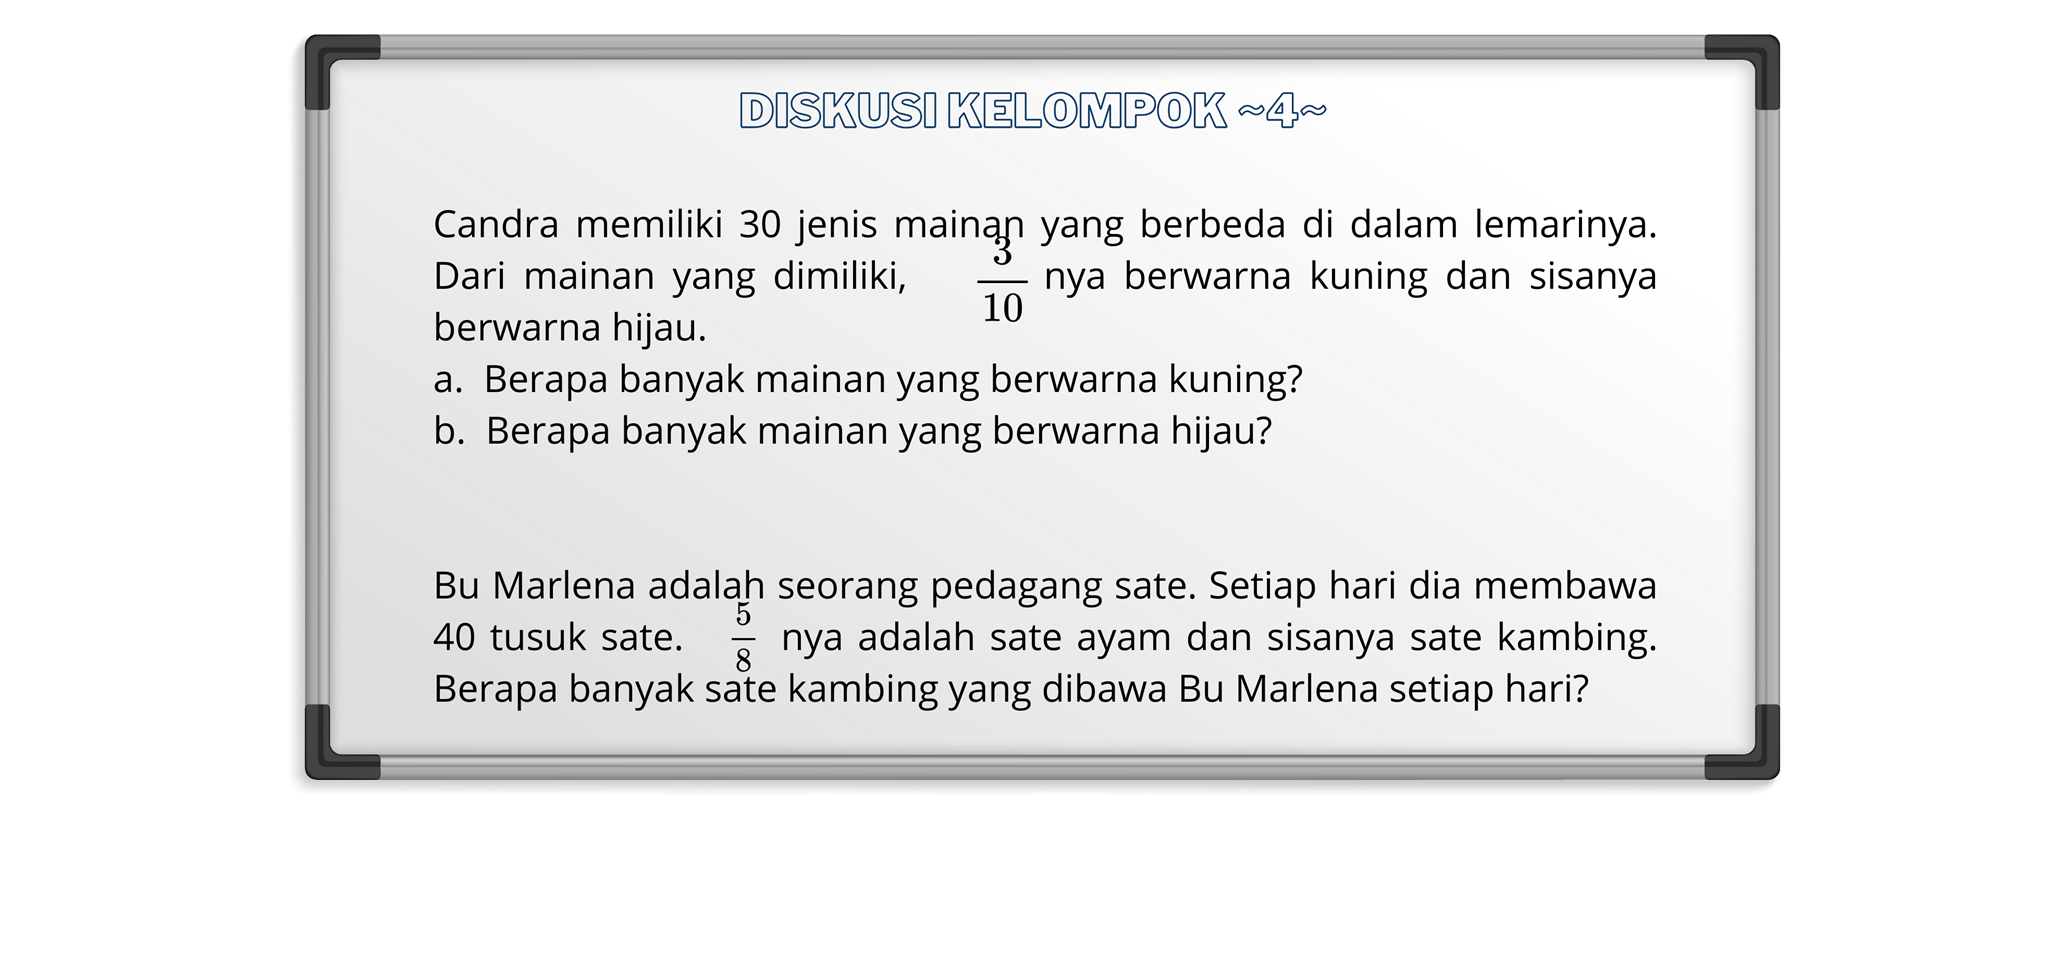 DISKUSI KELOMPOK ~4~
Candra memiliki 30 jenis mainan yang berbeda di dalam lemarinya.
Dari mainan yang dimiliki, 3/10 nya berwarna kuning dan sisanya
berwarna hijau.
a. Berapa banyak mainan yang berwarna kuning?
b. Berapa banyak mainan yang berwarna hijau?
Bu Marlena adalah seorang pedagang sate. Setiap hari dia membawa
40 tusuk sate. 5/8 nya adalah sate ayam dan sisanya sate kambing.
Berapa banyak sate kambing yang dibawa Bu Marlena setiap hari?